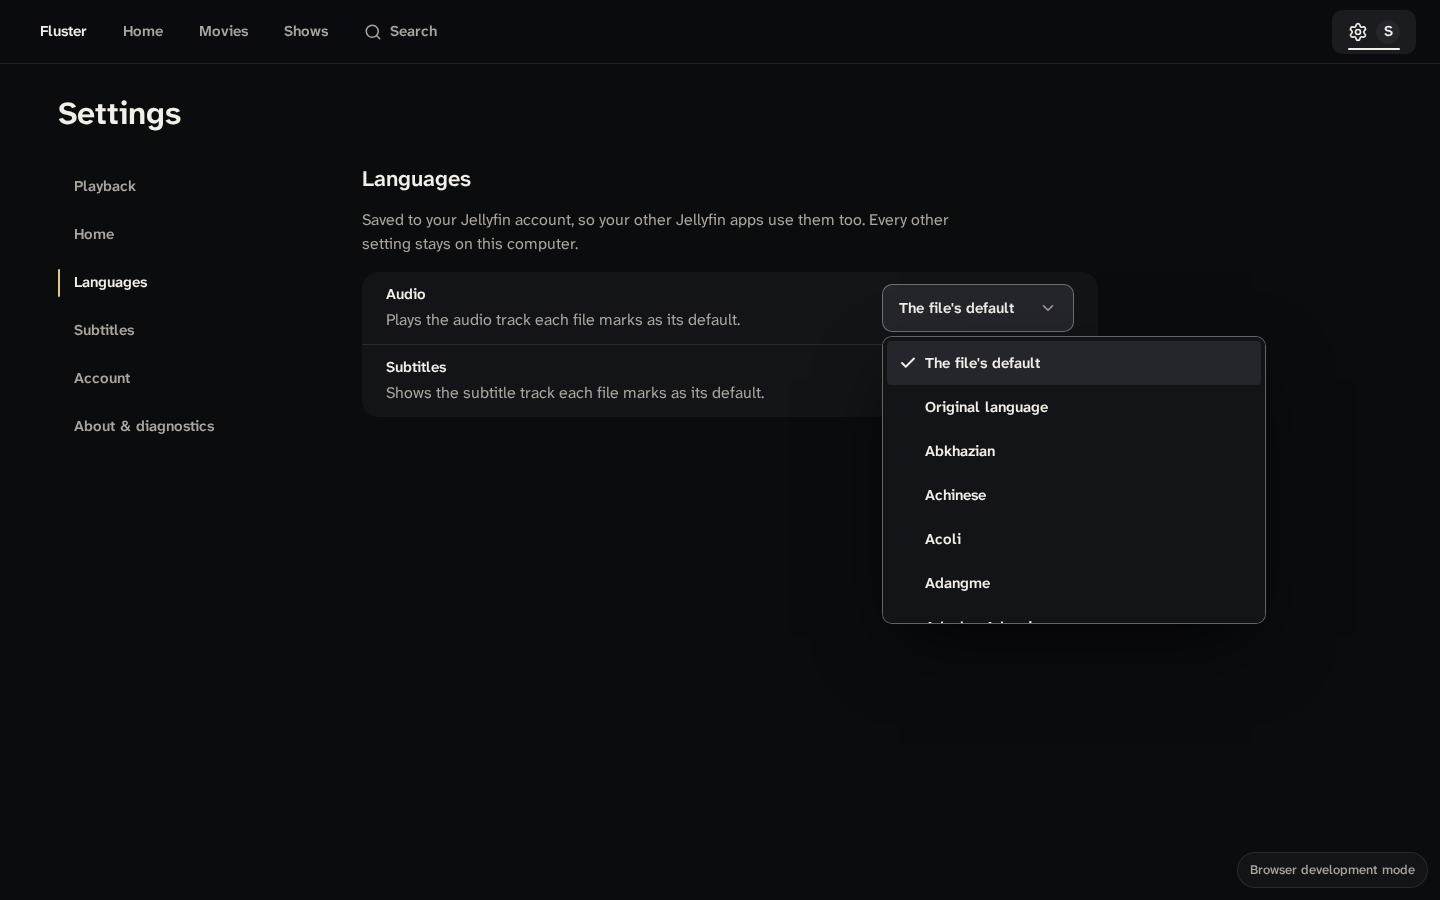 Fluster
Home
Movies
Shows
Search
S
Settings
Playback
Home
Languages
Subtitles
Account
About & diagnostics
Languages
Saved to your Jellyfin account, so your other Jellyfin apps use them too. Every other
setting stays on this computer.
Audio
Plays the audio track each file marks as its default.
The file's default
Subtitles
Shows the subtitle track each file marks as its default.
The file's default
Original language
Abkhazian
Achinese
Acoli
Adangme
Browser development mode